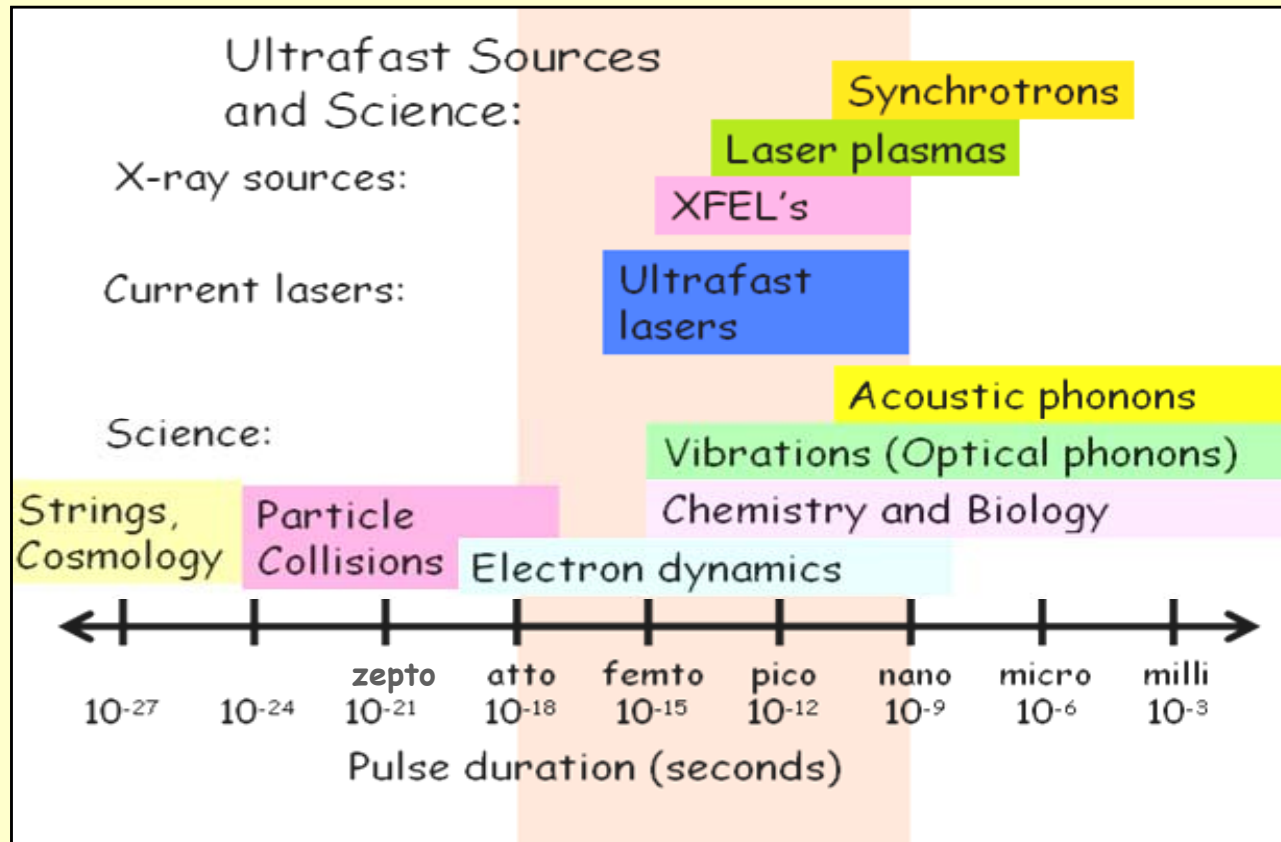 Ultrafast Sources
and Science:
Synchrotrons
Laser plasmas
X-ray sources:
XFEL's
Current lasers:
Ultrafast
lasers
Acoustic phonons
Science:
Vibrations (Optical phonons)
Strings,
Cosmology
Particle
Collisions
Chemistry and Biology
Electron dynamics
zepto atto femto pico nano micro milli
10⁻²⁷ 10⁻²⁴ 10⁻²¹ 10⁻¹⁸ 10⁻¹⁵ 10⁻¹² 10⁻⁹ 10⁻⁶ 10⁻³
Pulse duration (seconds)